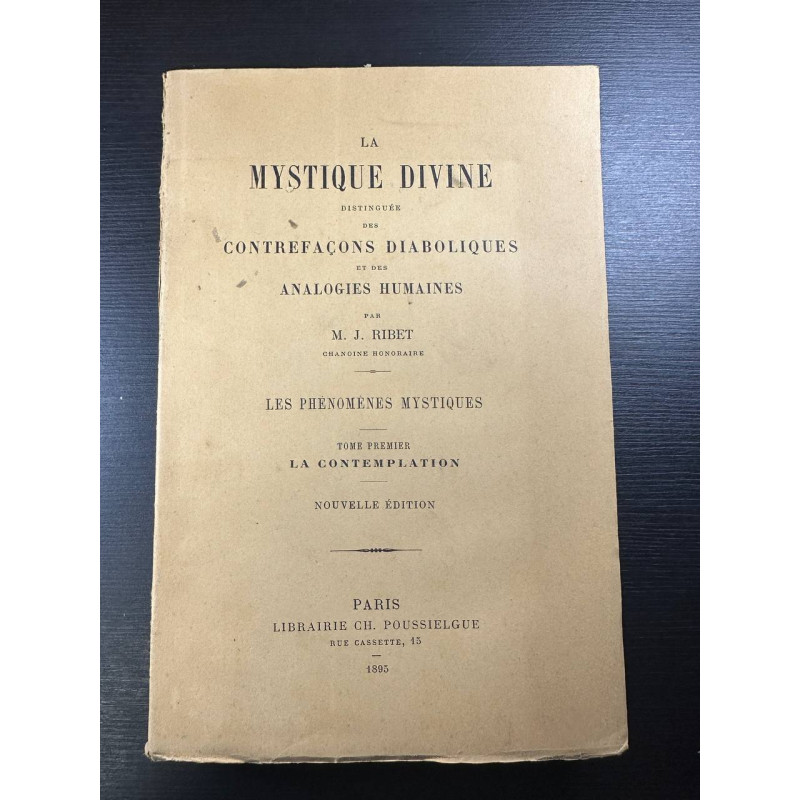 LA
MYSTIQUE DIVINE
DISTINGUÉE
DES
CONTREFAÇONS DIABOLIQUES
ET DES
ANALOGIES HUMAINES
PAR
M. J. RIBET
CHANOINE HONORAIRE
LES PHÉNOMÈNES MYSTIQUES
TOME PREMIER
LA CONTEMPLATION
NOUVELLE ÉDITION
PARIS
LIBRAIRIE CH. POUSSIELGUE
RUE CASSETTE, 15
1895